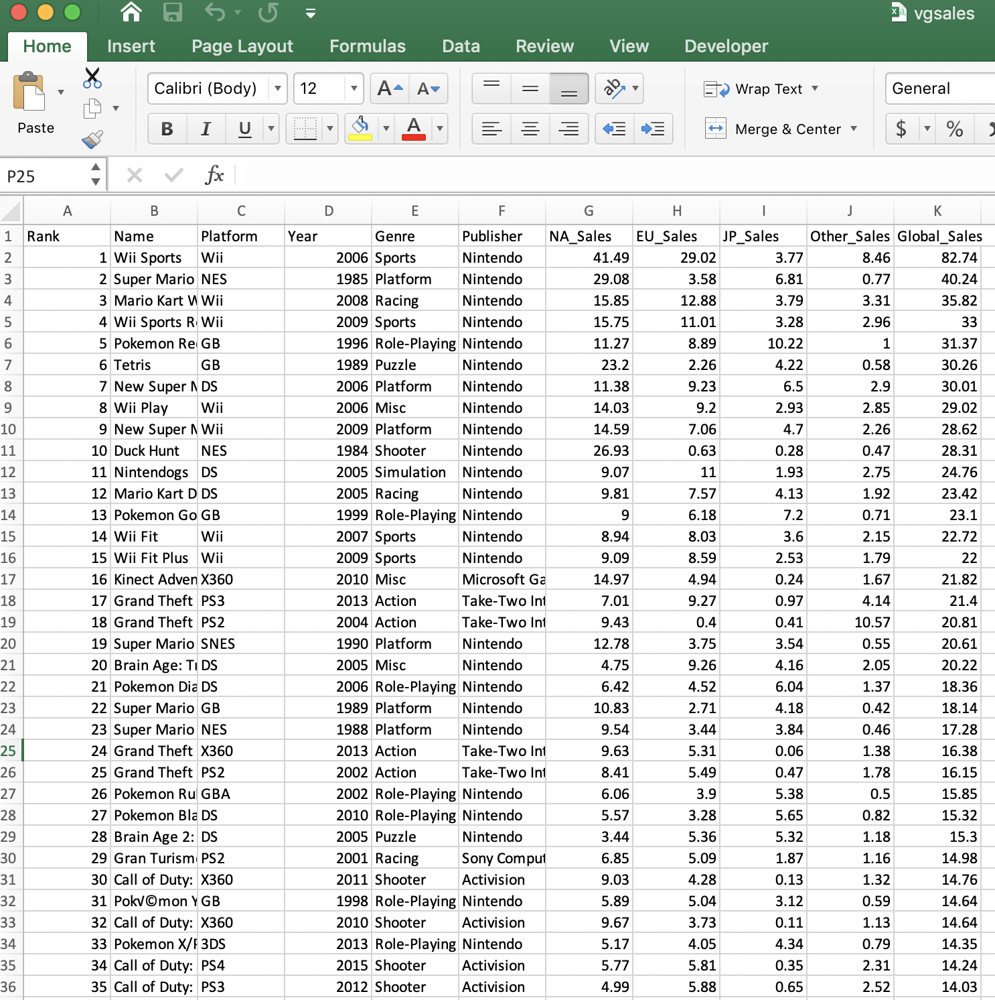 vgsales
Home Insert Page Layout Formulas Data Review View Developer
Calibri (Body) 12 A A ab Wrap Text General
Paste B I U A Merge & Center $ %
P25 fx
A B C D E F G H I J K
1 Rank Name Platform Year Genre Publisher NA_Sales EU_Sales JP_Sales Other_Sales Global_Sales
2 1 Wii Sports Wii 2006 Sports Nintendo 41.49 29.02 3.77 8.46 82.74
3 2 Super Mario NES 1985 Platform Nintendo 29.08 3.58 6.81 0.77 40.24
4 3 Mario Kart Wii 2008 Racing Nintendo 15.85 12.88 3.79 3.31 35.82
5 4 Wii Sports R Wii 2009 Sports Nintendo 15.75 11.01 3.28 2.96 33
6 5 Pokemon Re GB 1996 Role-Playing Nintendo 11.27 8.89 10.22 1 31.37
7 6 Tetris GB 1989 Puzzle Nintendo 23.2 2.26 4.22 0.58 30.26
8 7 New Super DS 2006 Platform Nintendo 11.38 9.23 6.5 2.9 30.01
9 8 Wii Play Wii 2006 Misc Nintendo 14.03 9.2 2.93 2.85 29.02
10 9 New Super Wii 2009 Platform Nintendo 14.59 7.06 4.7 2.26 28.62
11 10 Duck Hunt NES 1984 Shooter Nintendo 26.93 0.63 0.28 0.47 28.31
12 11 Nintendogs DS 2005 Simulation Nintendo 9.07 11 1.93 2.75 24.76
13 12 Mario Kart D DS 2005 Racing Nintendo 9.81 7.57 4.13 1.92 23.42
14 13 Pokemon Go GB 1999 Role-Playing Nintendo 9 6.18 7.2 0.71 23.1
15 14 Wii Fit Wii 2007 Sports Nintendo 8.94 8.03 3.6 2.15 22.72
16 15 Wii Fit Plus Wii 2009 Sports Nintendo 9.09 8.59 2.53 1.79 22
17 16 Kinect Adven X360 2010 Misc Microsoft Ga 14.97 4.94 0.24 1.67 21.82
18 17 Grand Theft PS3 2013 Action Take-Two Int 7.01 9.27 0.97 4.14 21.4
19 18 Grand Theft PS2 2004 Action Take-Two Int 9.43 0.4 0.41 10.57 20.81
20 19 Super Mario SNES 1990 Platform Nintendo 12.78 3.75 3.54 0.55 20.61
21 20 Brain Age: Tr DS 2005 Misc Nintendo 4.75 9.26 4.16 2.05 20.22
22 21 Pokemon Dia DS 2006 Role-Playing Nintendo 6.42 4.52 6.04 1.37 18.36
23 22 Super Mario GB 1989 Platform Nintendo 10.83 2.71 4.18 0.42 18.14
24 23 Super Mario NES 1988 Platform Nintendo 9.54 3.44 3.84 0.46 17.28
25 24 Grand Theft X360 2013 Action Take-Two Int 9.63 5.31 0.06 1.38 16.38
26 25 Grand Theft PS2 2002 Action Take-Two Int 8.41 5.49 0.47 1.78 16.15
27 26 Pokemon Ru GBA 2002 Role-Playing Nintendo 6.06 3.9 5.38 0.5 15.85
28 27 Pokemon Bla DS 2010 Role-Playing Nintendo 5.57 3.28 5.65 0.82 15.32
29 28 Brain Age 2: DS 2005 Puzzle Nintendo 3.44 5.36 5.32 1.18 15.3
30 29 Gran Turism PS2 2001 Racing Sony Comput 6.85 5.09 1.87 1.16 14.98
31 30 Call of Duty: X360 2011 Shooter Activision 9.03 4.28 0.13 1.32 14.76
32 31 Pok√©mon Y GB 1998 Role-Playing Nintendo 5.89 5.04 3.12 0.59 14.64
33 32 Call of Duty: X360 2010 Shooter Activision 9.67 3.73 0.11 1.13 14.64
34 33 Pokemon X/P 3DS 2013 Role-Playing Nintendo 5.17 4.05 4.34 0.79 14.35
35 34 Call of Duty: PS4 2015 Shooter Activision 5.77 5.81 0.35 2.31 14.24
36 35 Call of Duty: PS3 2012 Shooter Activision 4.99 5.88 0.65 2.52 14.03